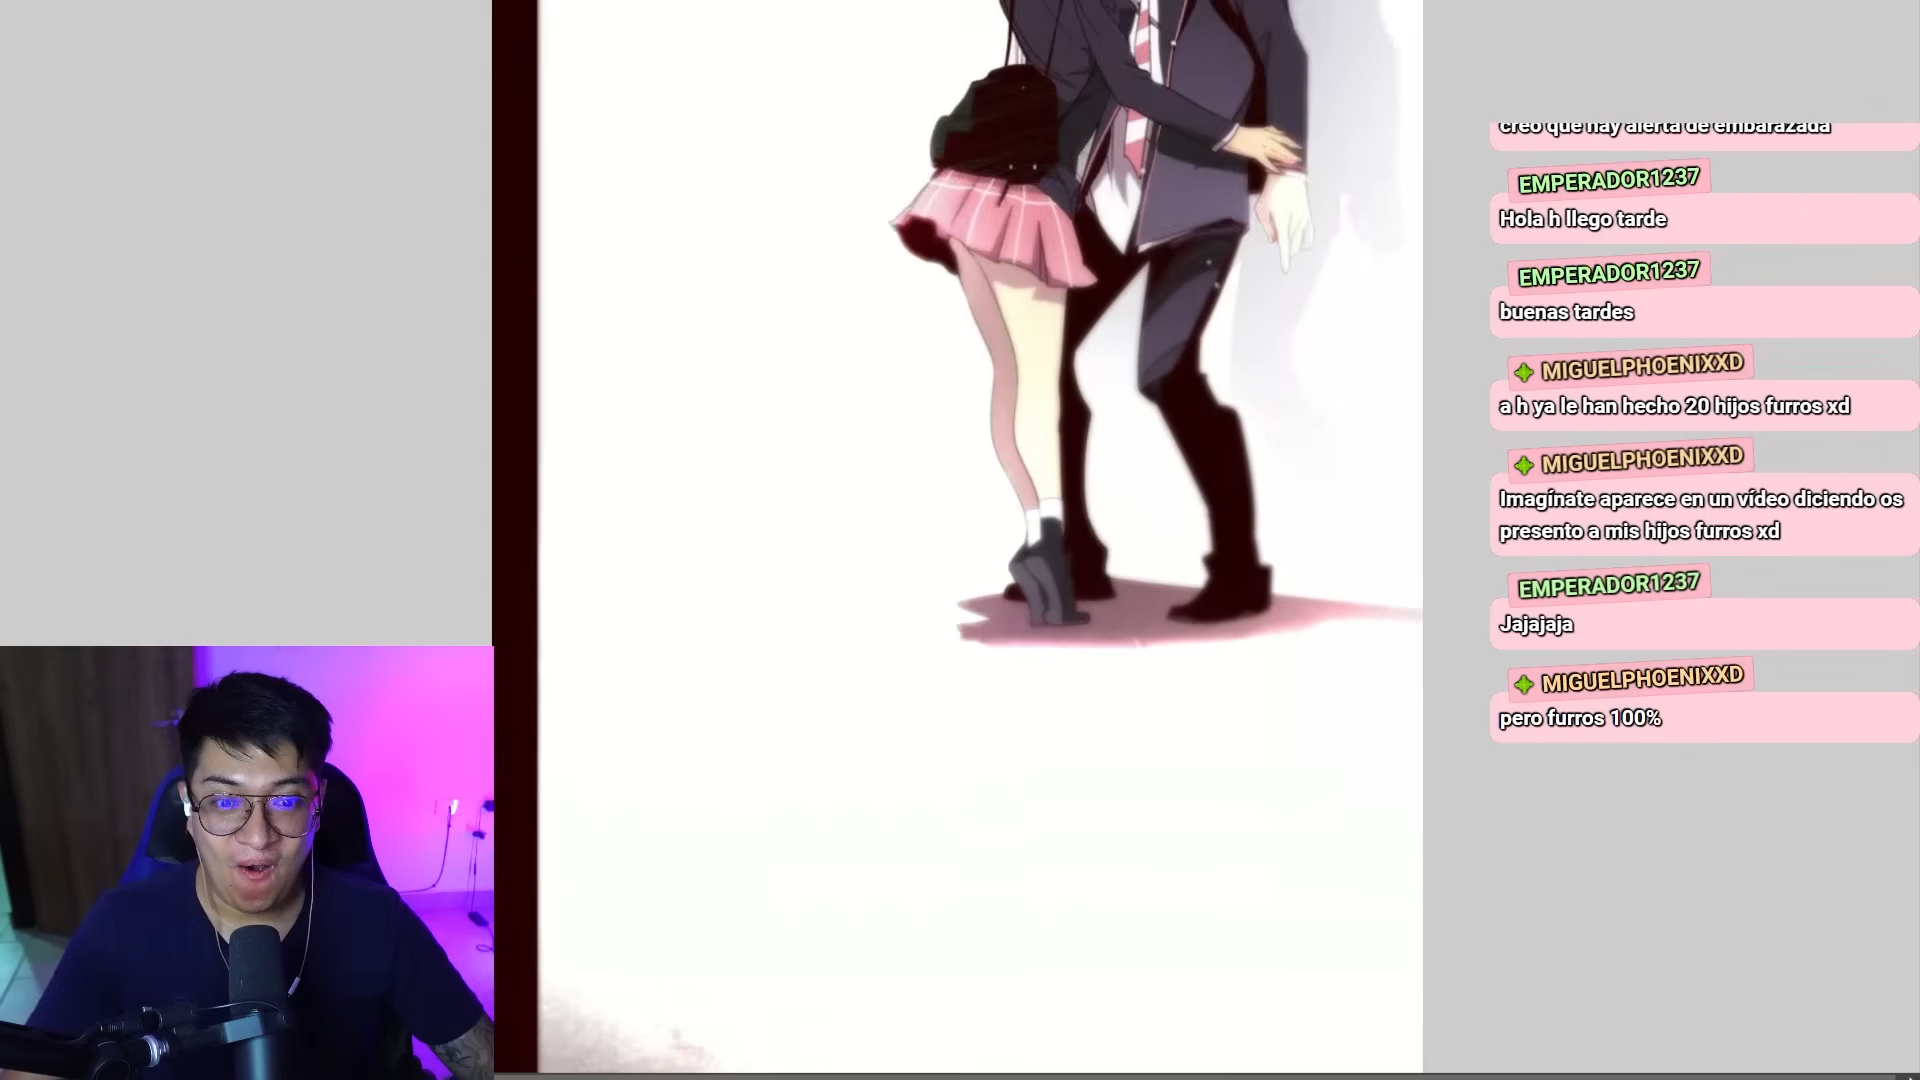 creo que hay alerta de embarazada
EMPERADOR1237
Hola h llego tarde
EMPERADOR1237
buenas tardes
MIGUELPHOENIXXD
a h ya le han hecho 20 hijos furros xd
MIGUELPHOENIXXD
Imagínate aparece en un vídeo diciendo os
presento a mis hijos furros xd
EMPERADOR1237
Jajajaja
MIGUELPHOENIXXD
pero furros 100%